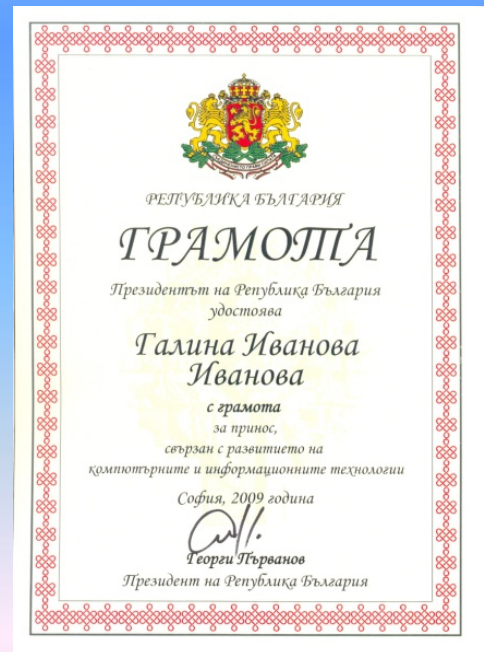 РЕПУБЛИКА БЪЛГАРИЯ
ГРАМОТА
Президентът на Република България
удостоява
Галина Иванова
Иванова
с грамота
за принос,
свързан с развитието на
компютърните и информационните технологии
София, 2009 година
Георги Първанов
Президент на Република България